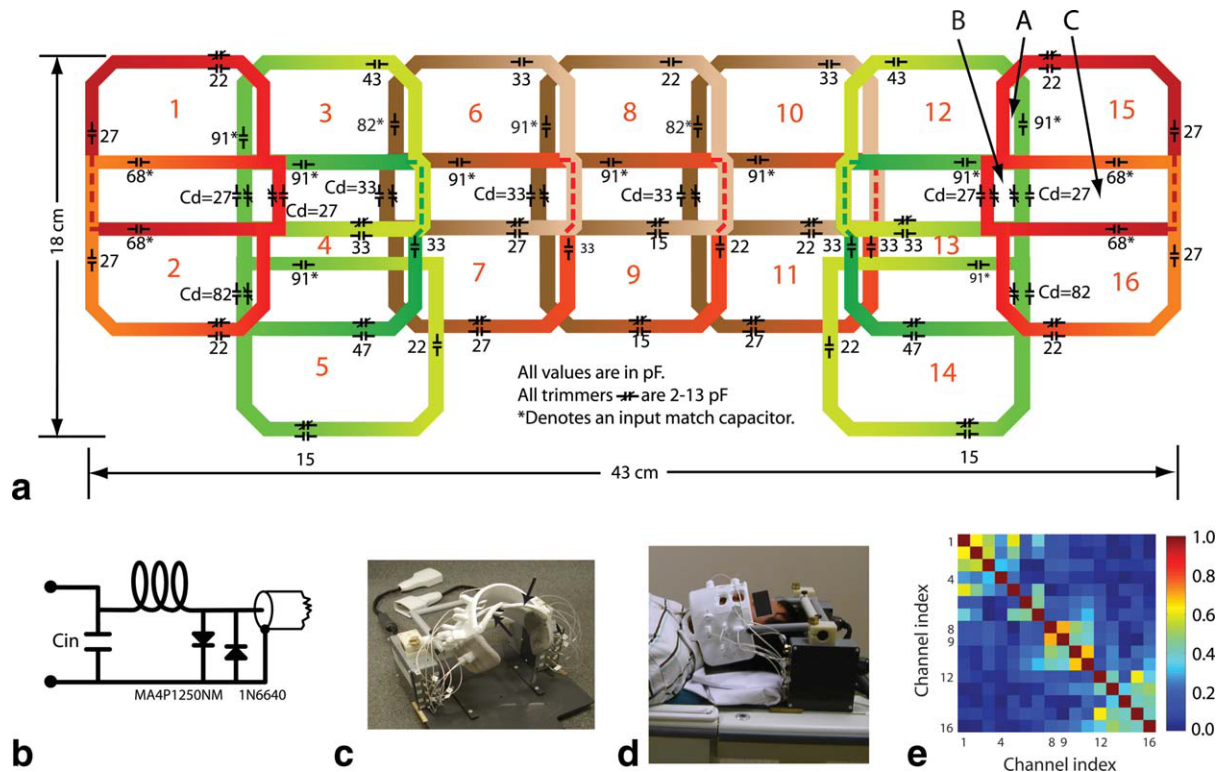 B A C
22 43 33 22 33 43 22
1 3 6 8 10 12 15
27 91* 82* 91* 82* 91* 27
68* 91* 91* 91* 91* 91* 68*
Cd=27 Cd=27 Cd=33 Cd=33 Cd=33 Cd=27 Cd=27
18 cm
68* 33 33 27 33 15 22 22 33 33 33 68*
4 13
27 2 91* 7 9 11 91* 16 27
Cd=82 Cd=82
22 47 22 27 15 27 22 47 22
5 14
All values are in pF.
All trimmers are 2-13 pF
*Denotes an input match capacitor.
15 15
43 cm
a
Cin
MA4P1250NM 1N6640
b
c
d
Channel index
1
4
8
9
12
16
1 4 8 9 12 16
Channel index
1.0
0.8
0.6
0.4
0.2
0.0
e